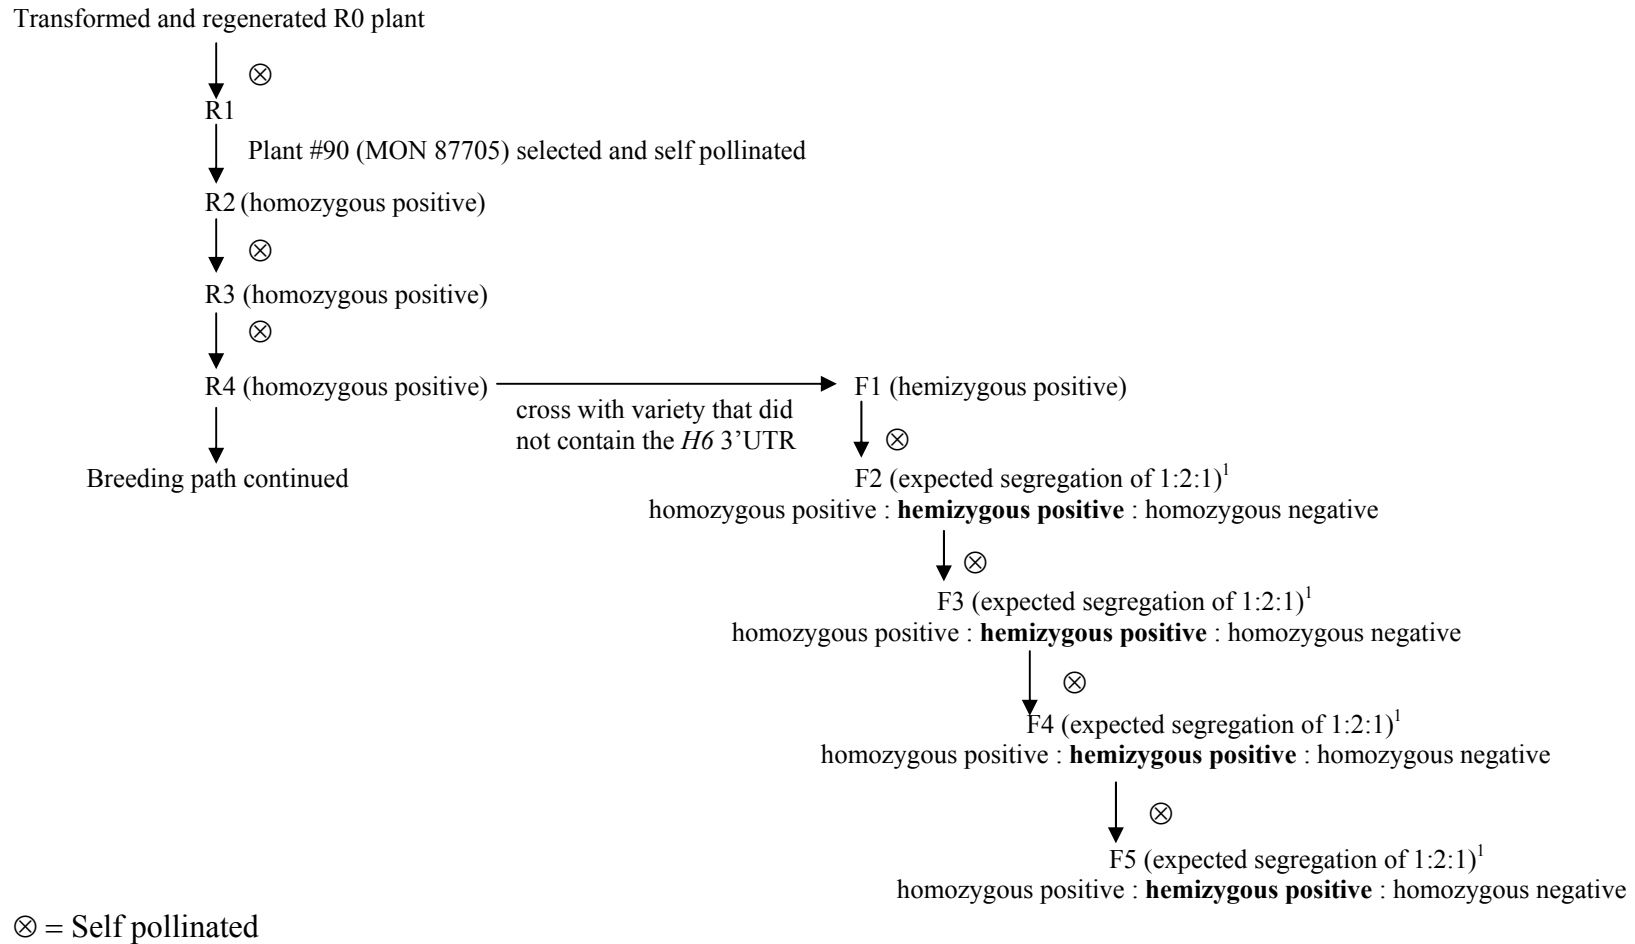 Transformed and regenerated R0 plant
⊗
R1
Plant #90 (MON 87705) selected and self pollinated
R2 (homozygous positive)
⊗
R3 (homozygous positive)
⊗
R4 (homozygous positive)
cross with variety that did
not contain the H6 3’UTR
F1 (hemizygous positive)
⊗
Breeding path continued
F2 (expected segregation of 1:2:1)¹
homozygous positive : hemizygous positive : homozygous negative
⊗
F3 (expected segregation of 1:2:1)¹
homozygous positive : hemizygous positive : homozygous negative
⊗
F4 (expected segregation of 1:2:1)¹
homozygous positive : hemizygous positive : homozygous negative
⊗
F5 (expected segregation of 1:2:1)¹
homozygous positive : hemizygous positive : homozygous negative
⊗ = Self pollinated